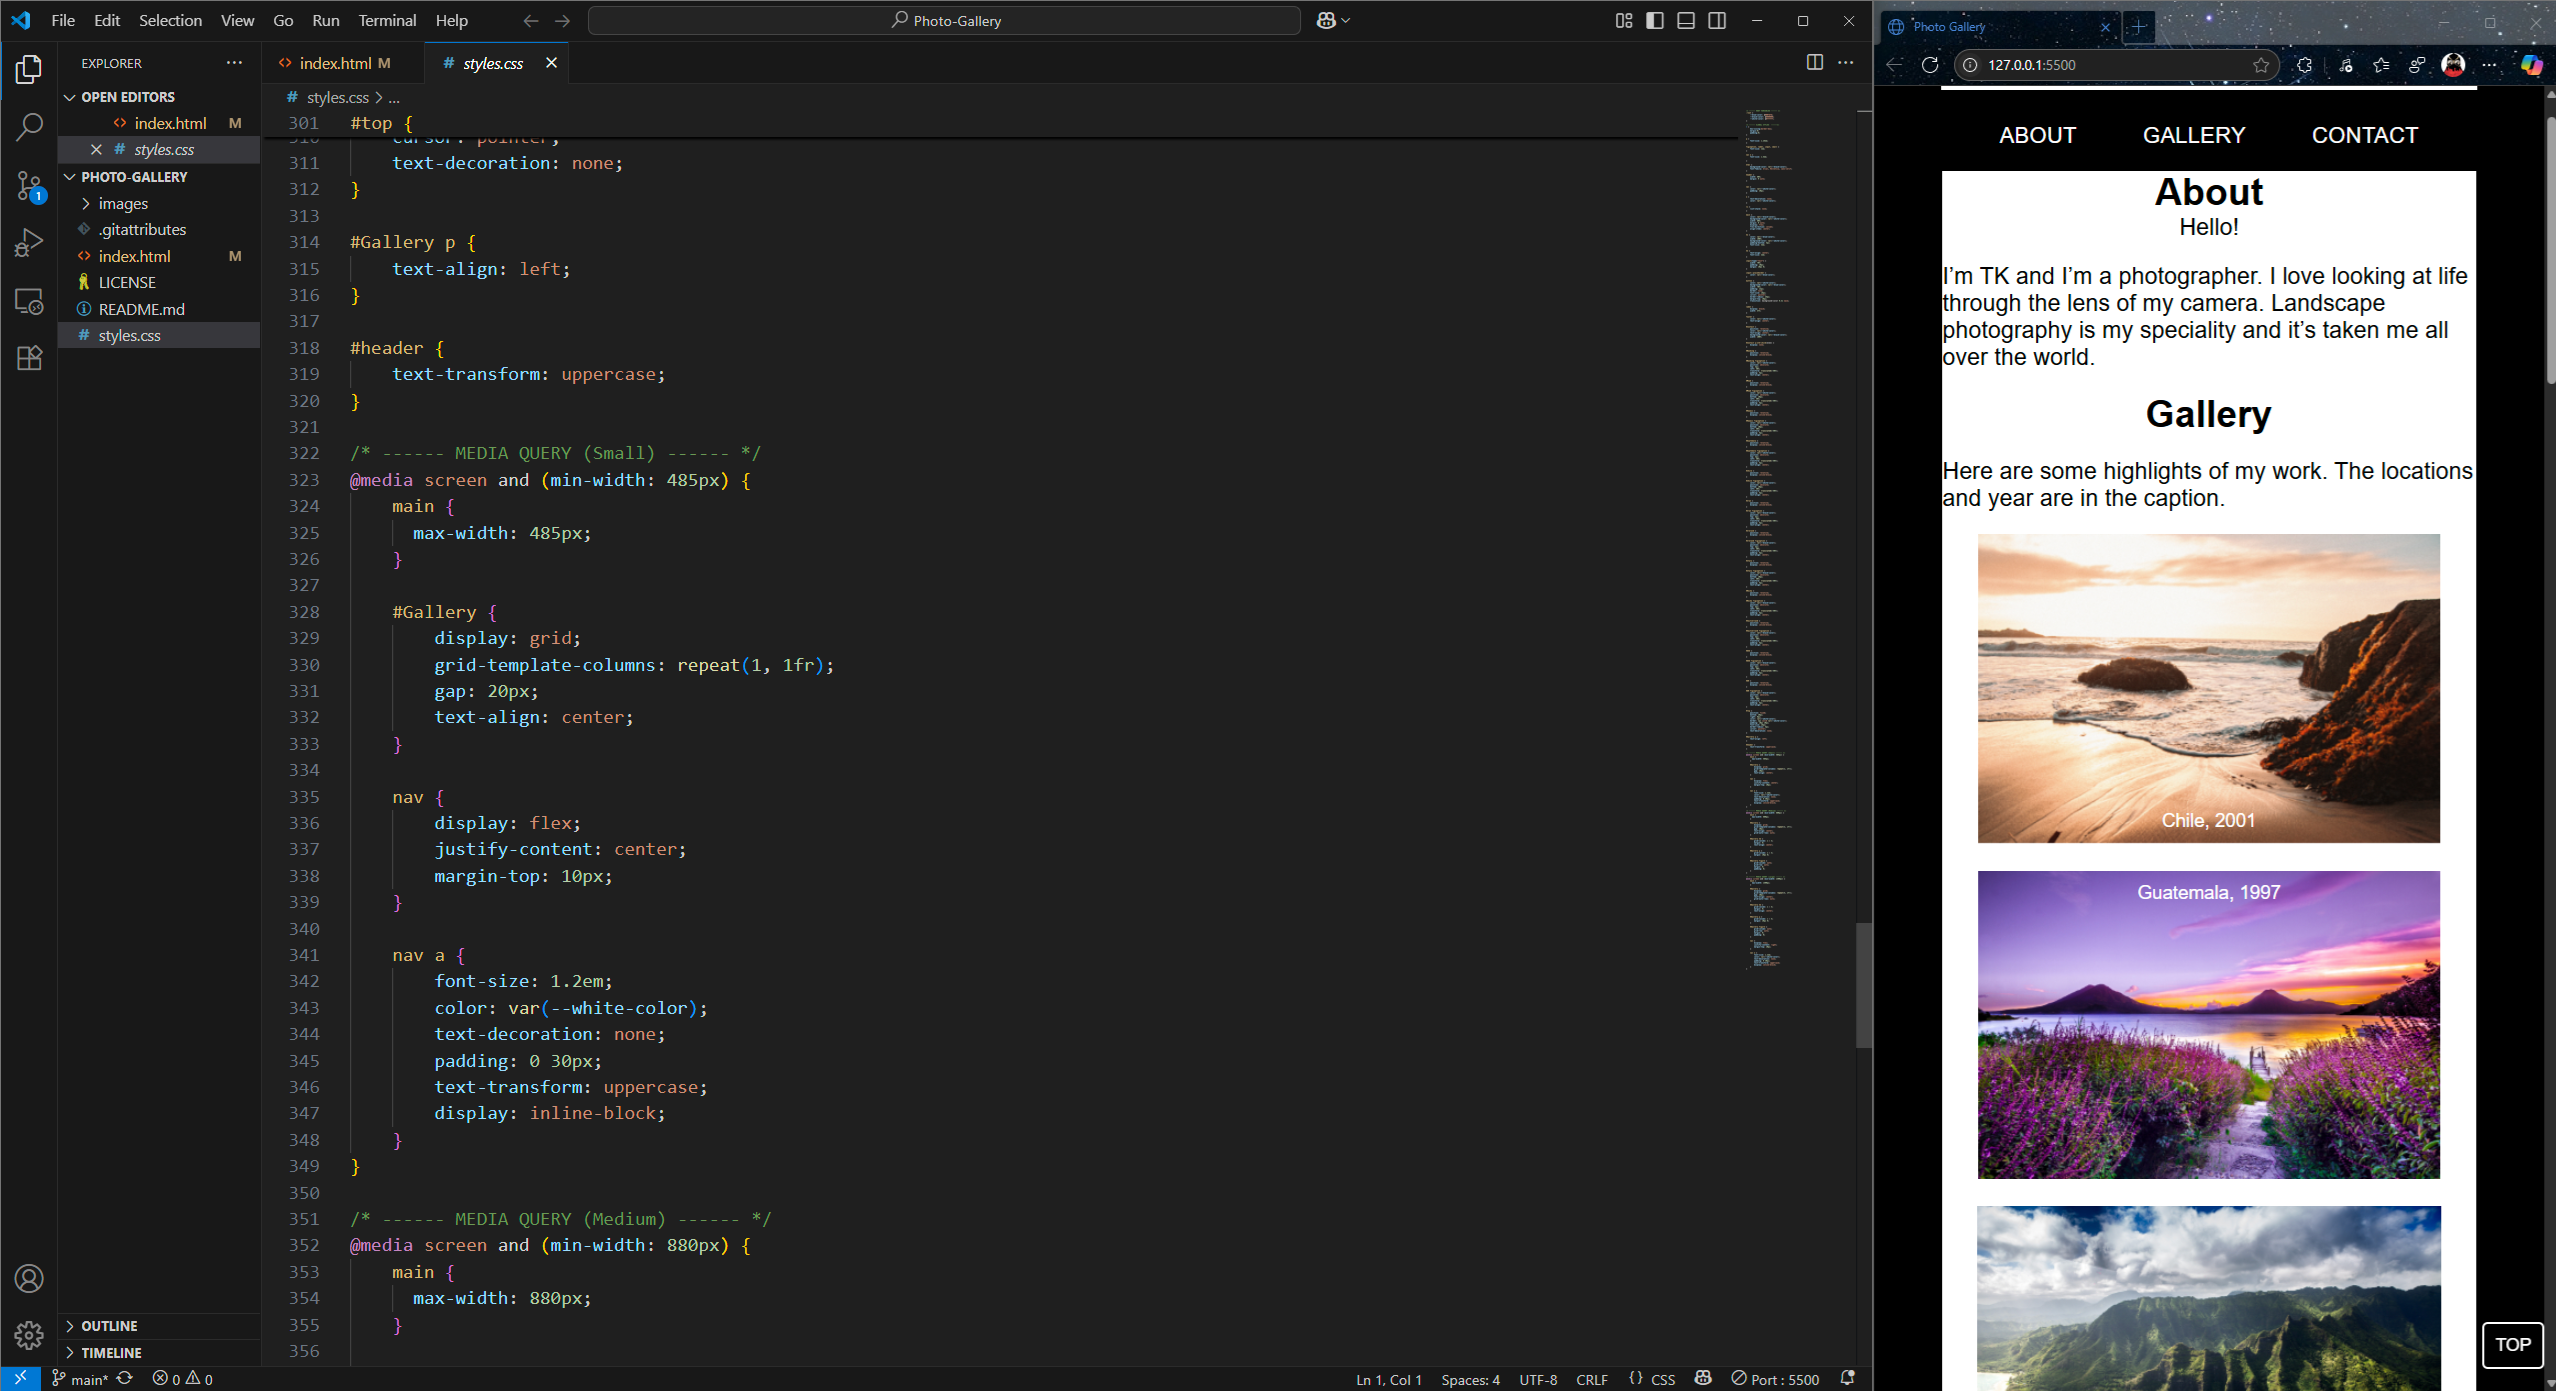 File Edit Selection View Go Run Terminal Help
Photo-Gallery
EXPLORER
OPEN EDITORS
index.html M
styles.css
PHOTO-GALLERY
images
.gitattributes
index.html M
LICENSE
README.md
styles.css
1
OUTLINE
TIMELINE
index.html M
# styles.css
# styles.css > ...
301 #top {
310 cursor: pointer;
311 text-decoration: none;
312 }
313
314 #Gallery p {
315 text-align: left;
316 }
317
318 #header {
319 text-transform: uppercase;
320 }
321
322 /* ------ MEDIA QUERY (Small) ------ */
323 @media screen and (min-width: 485px) {
324 main {
325 max-width: 485px;
326 }
327
328 #Gallery {
329 display: grid;
330 grid-template-columns: repeat(1, 1fr);
331 gap: 20px;
332 text-align: center;
333 }
334
335 nav {
336 display: flex;
337 justify-content: center;
338 margin-top: 10px;
339 }
340
341 nav a {
342 font-size: 1.2em;
343 color: var(--white-color);
344 text-decoration: none;
345 padding: 0 30px;
346 text-transform: uppercase;
347 display: inline-block;
348 }
349 }
350
351 /* ------ MEDIA QUERY (Medium) ------ */
352 @media screen and (min-width: 880px) {
353 main {
354 max-width: 880px;
355 }
356
main* 0 0
Ln 1, Col 1 Spaces: 4 UTF-8 CRLF {} CSS Port : 5500
Photo Gallery
127.0.0.1:5500
ABOUT GALLERY CONTACT
About
Hello!
I’m TK and I’m a photographer. I love looking at life
through the lens of my camera. Landscape
photography is my speciality and it’s taken me all
over the world.
Gallery
Here are some highlights of my work. The locations
and year are in the caption.
Chile, 2001
Guatemala, 1997
TOP